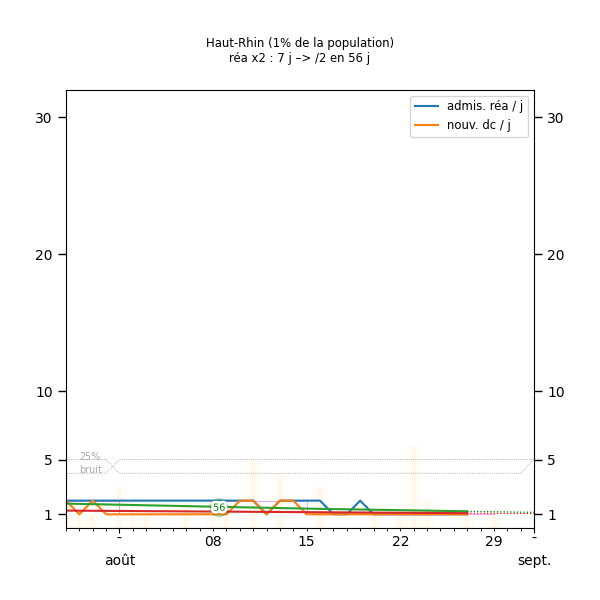 Haut-Rhin (1% de la population)
réa x2 : 7 j –> /2 en 56 j
admis. réa / j
nouv. dc / j
30 30
20 20
10 10
5 5
1 1
25%
bruit
56
- 08 15 22 29 -
août sept.